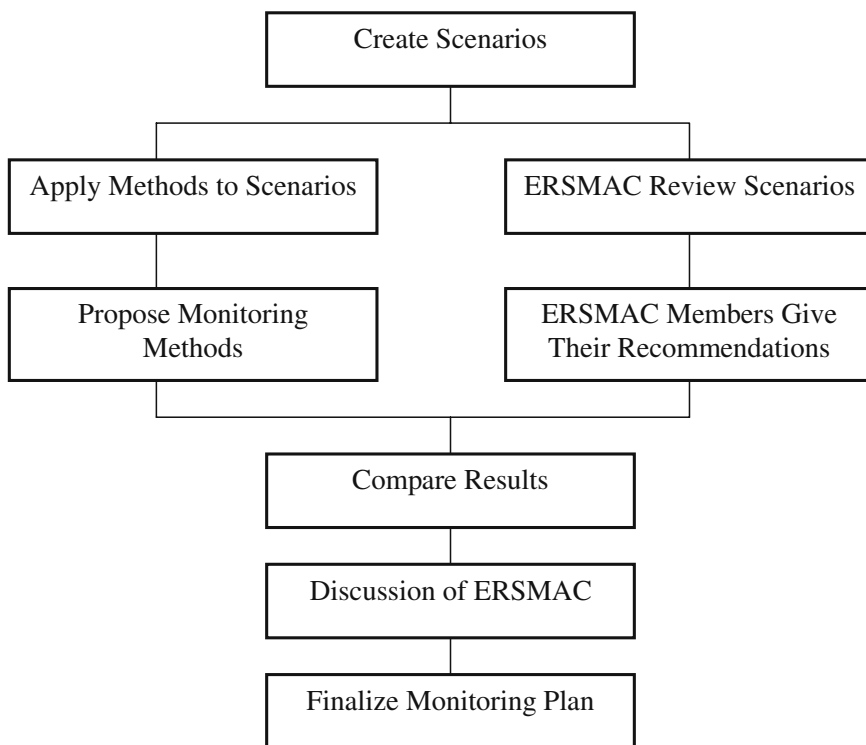 Create Scenarios
Apply Methods to Scenarios
ERSMAC Review Scenarios
Propose Monitoring
Methods
ERSMAC Members Give
Their Recommendations
Compare Results
Discussion of ERSMAC
Finalize Monitoring Plan